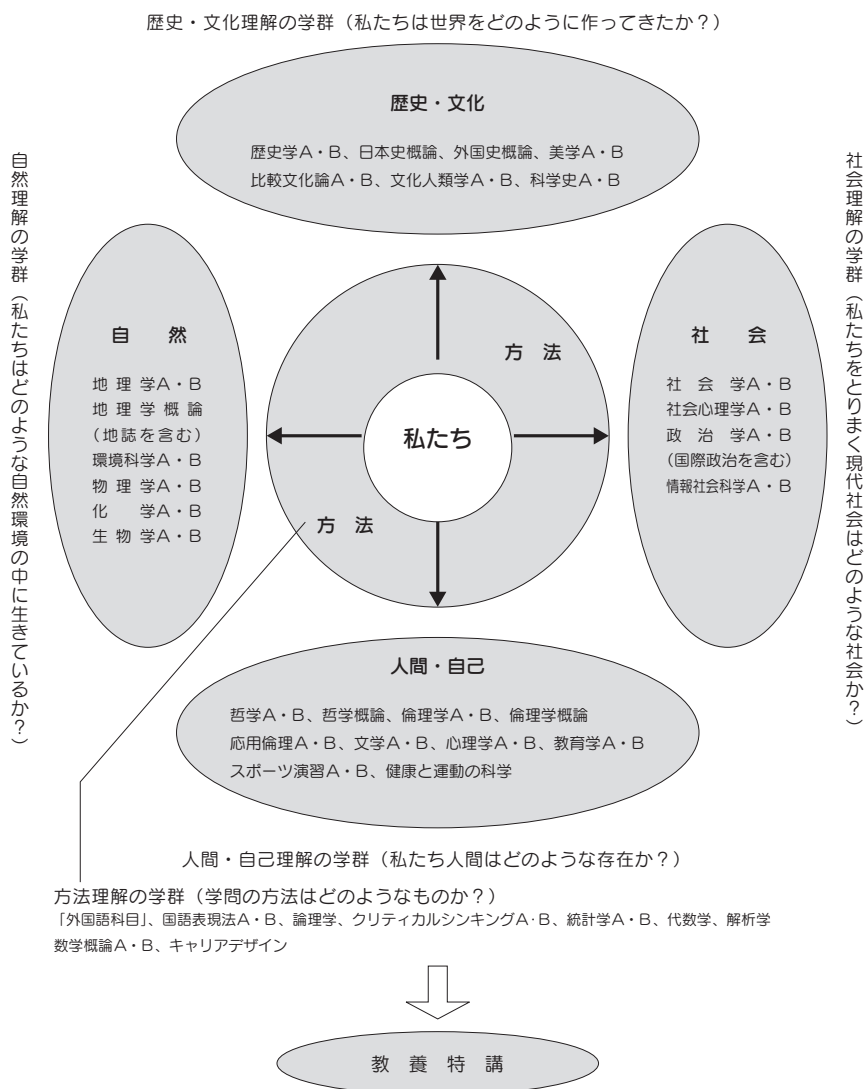 歴史・文化理解の学群（私たちは世界をどのように作ってきたか？）
歴史・文化
歴史学A・B、日本史概論、外国史概論、美学A・B
比較文化論A・B、文化人類学A・B、科学史A・B
自然理解の学群（私たちはどのような自然環境の中に生きているか？）
自　然
地理学A・B
地理学概論
（地誌を含む）
環境科学A・B
物理学A・B
化　学A・B
生物学A・B
方　法
私たち
方　法
社　会
社会学A・B
社会心理学A・B
政治学A・B
（国際政治を含む）
情報社会科学A・B
社会理解の学群（私たちをとりまく現代社会はどのような社会か？）
人間・自己
哲学A・B、哲学概論、倫理学A・B、倫理学概論
応用倫理A・B、文学A・B、心理学A・B、教育学A・B
スポーツ演習A・B、健康と運動の科学
人間・自己理解の学群（私たち人間はどのような存在か？）
方法理解の学群（学問の方法はどのようなものか？）
「外国語科目」、国語表現法A・B、論理学、クリティカルシンキングA・B、統計学A・B、代数学、解析学
数学概論A・B、キャリアデザイン
教　養　特　講